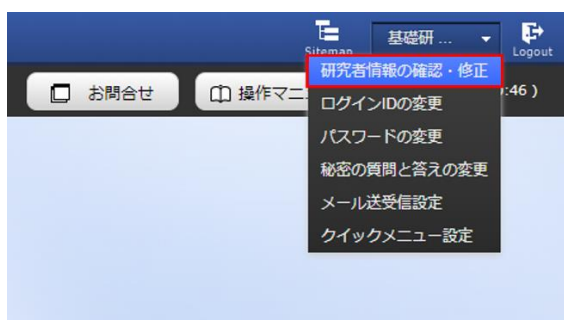 Sitemap
基礎研 ...
Logout
研究者情報の確認・修正
お問合せ
操作マニ
:46 )
ログインIDの変更
パスワードの変更
秘密の質問と答えの変更
メール送受信設定
クイックメニュー設定